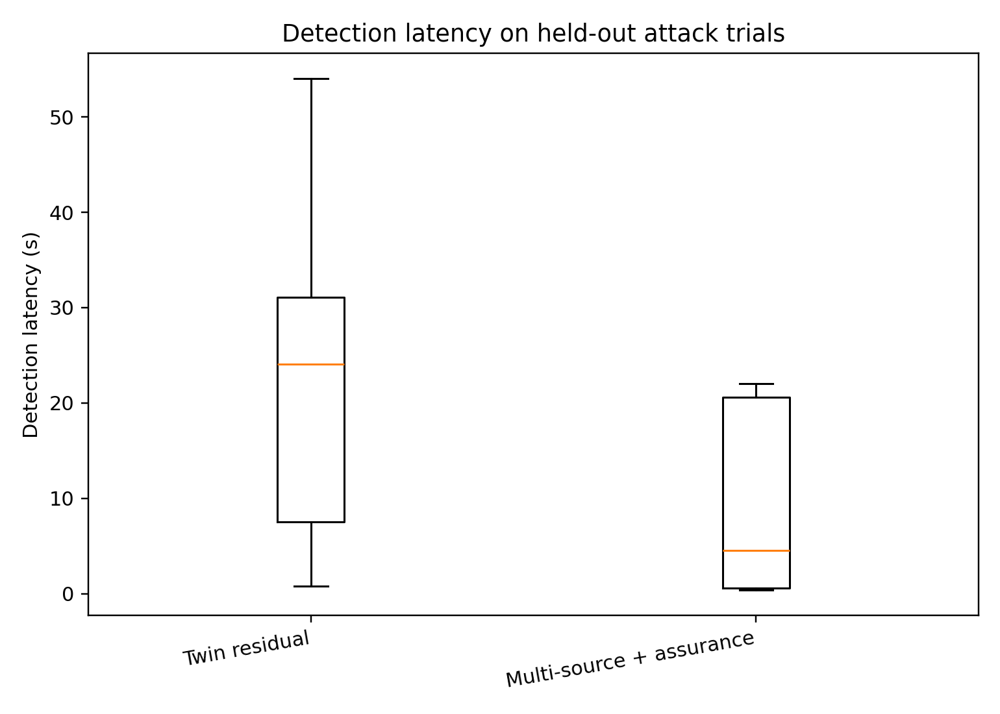 Detection latency on held-out attack trials
Detection latency (s)
50
40
30
20
10
0
Twin residual
Multi-source + assurance